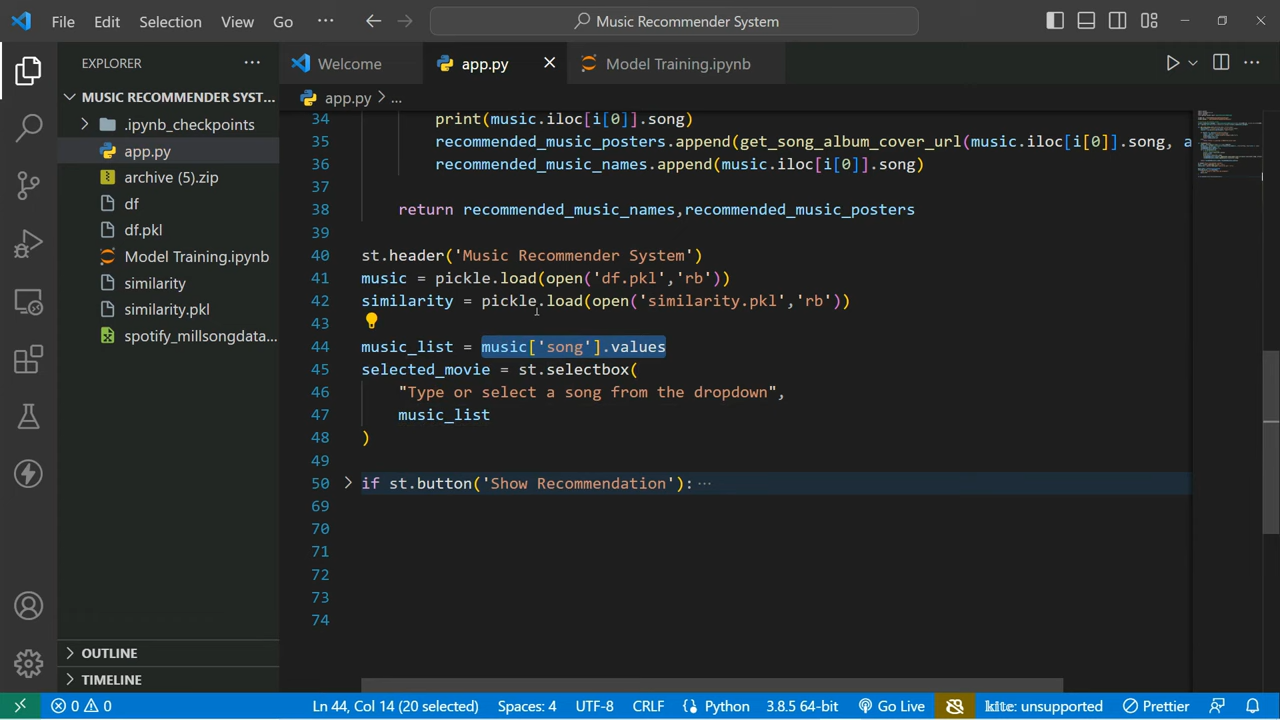 File Edit Selection View Go ··· Music Recommender System
EXPLORER ···
Welcome app.py Model Training.ipynb
MUSIC RECOMMENDER SYST...
.ipynb_checkpoints
app.py
archive (5).zip
df
df.pkl
Model Training.ipynb
similarity
similarity.pkl
spotify_millsongdata...
OUTLINE
TIMELINE
app.py > ...
34 print(music.iloc[i[0]].song)
35 recommended_music_posters.append(get_song_album_cover_url(music.iloc[i[0]].song, a
36 recommended_music_names.append(music.iloc[i[0]].song)
37
38 return recommended_music_names,recommended_music_posters
39
40 st.header('Music Recommender System')
41 music = pickle.load(open('df.pkl','rb'))
42 similarity = pickle.load(open('similarity.pkl','rb'))
43
44 music_list = music['song'].values
45 selected_movie = st.selectbox(
46 "Type or select a song from the dropdown",
47 music_list
48 )
49
50 if st.button('Show Recommendation'): ···
69
70
71
72
73
74
0 0 Ln 44, Col 14 (20 selected) Spaces: 4 UTF-8 CRLF Python 3.8.5 64-bit Go Live kite: unsupported Prettier